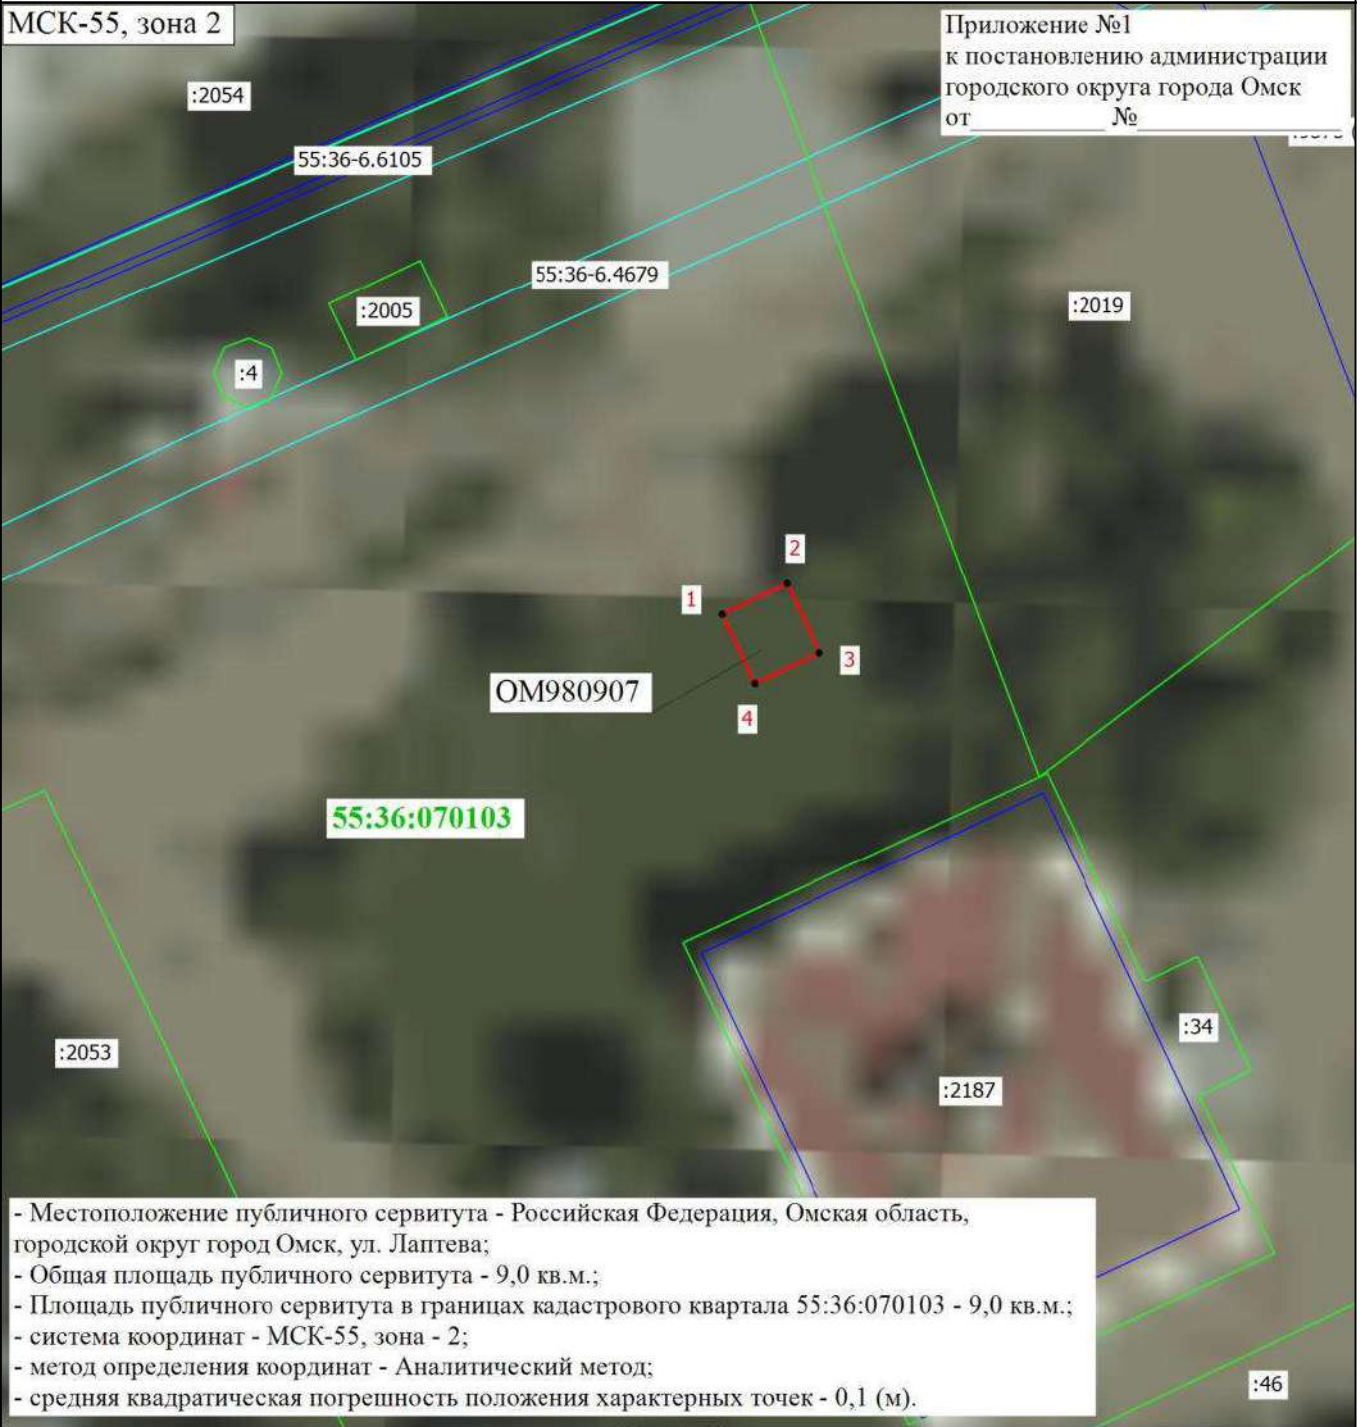 МСК-55, зона 2
Приложение №1
к постановлению администрации
городского округа города Омск
от__________ №________________
:2054
55:36-6.6105
55:36-6.4679
:2005
:2019
:4
2
1
3
ОМ980907
4
55:36:070103
:2053
:34
:2187
- Местоположение публичного сервитута - Российская Федерация, Омская область,
городской округ город Омск, ул. Лаптева;
- Общая площадь публичного сервитута - 9,0 кв.м.;
- Площадь публичного сервитута в границах кадастрового квартала 55:36:070103 - 9,0 кв.м.;
- система координат - МСК-55, зона - 2;
- метод определения координат - Аналитический метод;
- средняя квадратическая погрешность положения характерных точек - 0,1 (м).
:46